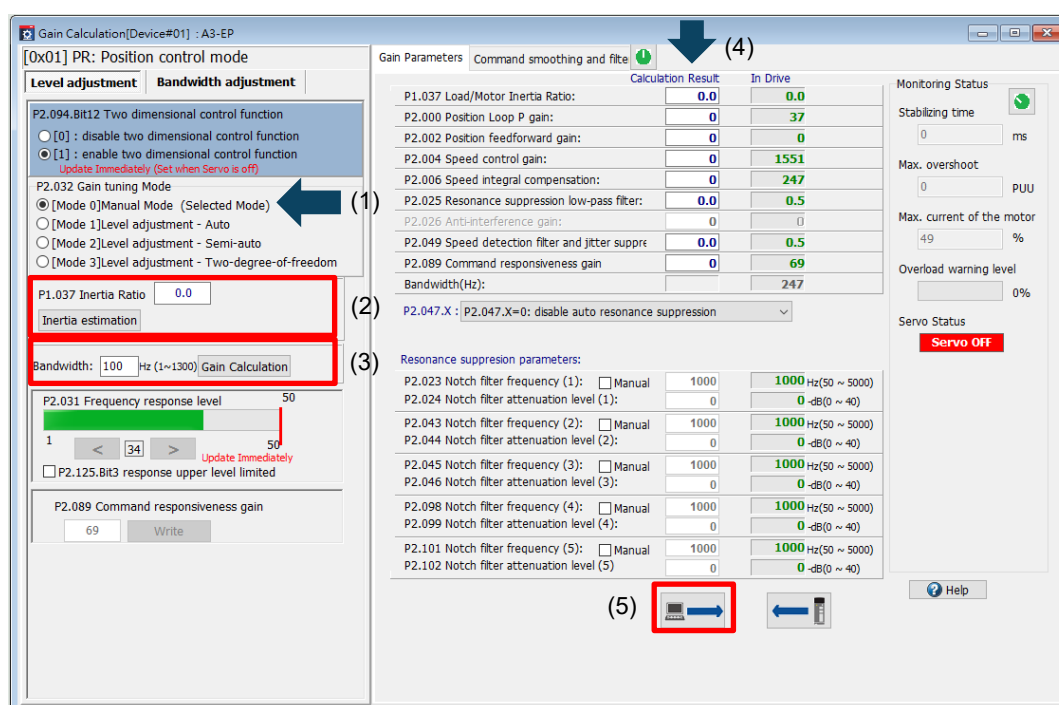 Gain Calculation[Device#01] : A3-EP
[0x01] PR: Position control mode
Level adjustment Bandwidth adjustment
P2.094.Bit12 Two dimensional control function
[0] : disable two dimensional control function
[1] : enable two dimensional control function
Update Immediately (Set when Servo is off)
P2.032 Gain tuning Mode
[Mode 0]Manual Mode (Selected Mode)
(1)
[Mode 1]Level adjustment - Auto
[Mode 2]Level adjustment - Semi-auto
[Mode 3]Level adjustment - Two-degree-of-freedom
P1.037 Inertia Ratio 0.0
(2)
Inertia estimation
Bandwidth: 100 Hz (1~1300) Gain Calculation
(3)
P2.031 Frequency response level 50
1 < 34 > 50
Update Immediately
P2.125.Bit3 response upper level limited
P2.089 Command responsiveness gain
69 Write
Gain Parameters Command smoothing and filte
(4)
Calculation Result In Drive
P1.037 Load/Motor Inertia Ratio: 0.0 0.0
P2.000 Position Loop P gain: 0 37
P2.002 Position feedforward gain: 0 0
P2.004 Speed control gain: 0 1551
P2.006 Speed integral compensation: 0 247
P2.025 Resonance suppression low-pass filter: 0.0 0.5
P2.026 Anti-interference gain: 0 0
P2.049 Speed detection filter and jitter suppre 0.0 0.5
P2.089 Command responsiveness gain 0 69
Bandwidth(Hz): 247
P2.047.X : P2.047.X=0: disable auto resonance suppression
Resonance suppresion parameters:
P2.023 Notch filter frequency (1): Manual 1000 1000 Hz(50 ~ 5000)
P2.024 Notch filter attenuation level (1): 0 0 -dB(0 ~ 40)
P2.043 Notch filter frequency (2): Manual 1000 1000 Hz(50 ~ 5000)
P2.044 Notch filter attenuation level (2): 0 0 -dB(0 ~ 40)
P2.045 Notch filter frequency (3): Manual 1000 1000 Hz(50 ~ 5000)
P2.046 Notch filter attenuation level (3): 0 0 -dB(0 ~ 40)
P2.098 Notch filter frequency (4): Manual 1000 1000 Hz(50 ~ 5000)
P2.099 Notch filter attenuation level (4): 0 0 -dB(0 ~ 40)
P2.101 Notch filter frequency (5): Manual 1000 1000 Hz(50 ~ 5000)
P2.102 Notch filter attenuation level (5) 0 0 -dB(0 ~ 40)
(5)
Monitoring Status
Stabilizing time
0 ms
Max. overshoot
0 PUU
Max. current of the motor
49 %
Overload warning level
0%
Servo Status
Servo OFF
Help